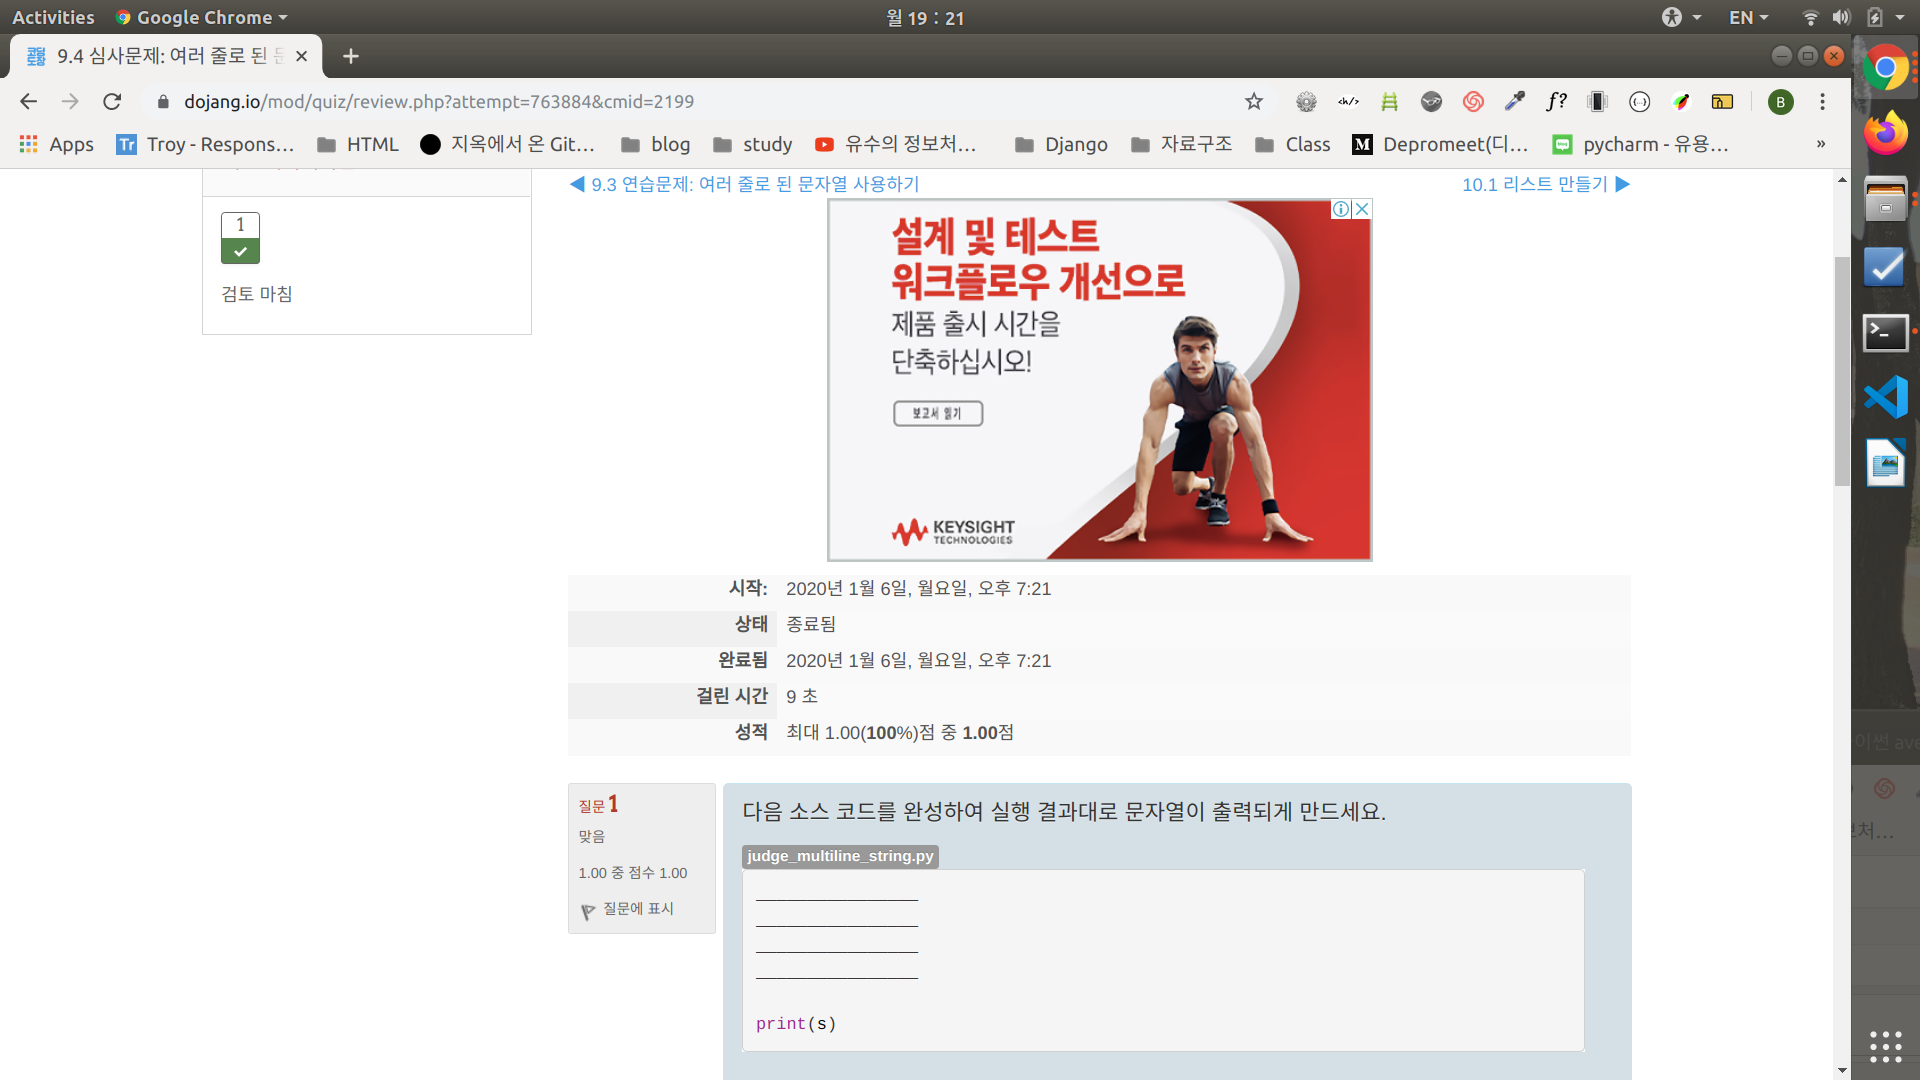 Activities
Google Chrome
월 19 : 21
EN
9.4 심사문제: 여러 줄로 된
dojang.io/mod/quiz/review.php?attempt=763884&cmid=2199
Apps
Troy - Respons…
HTML
지옥에서 온 Git…
blog
study
유수의 정보처…
Django
자료구조
Class
Depromeet(디…
pycharm - 유용…
»
◀ 9.3 연습문제: 여러 줄로 된 문자열 사용하기
10.1 리스트 만들기 ▶
1
검토 마침
설계 및 테스트
워크플로우 개선으로
제품 출시 시간을
단축하십시오!
보고서 읽기
KEYSIGHT
TECHNOLOGIES
시작: 2020년 1월 6일, 월요일, 오후 7:21
상태 종료됨
완료됨 2020년 1월 6일, 월요일, 오후 7:21
걸린 시간 9 초
성적 최대 1.00(100%)점 중 1.00점
질문 1
맞음
1.00 중 점수 1.00
질문에 표시
다음 소스 코드를 완성하여 실행 결과대로 문자열이 출력되게 만드세요.
judge_multiline_string.py
________________
________________
________________
________________
print(s)